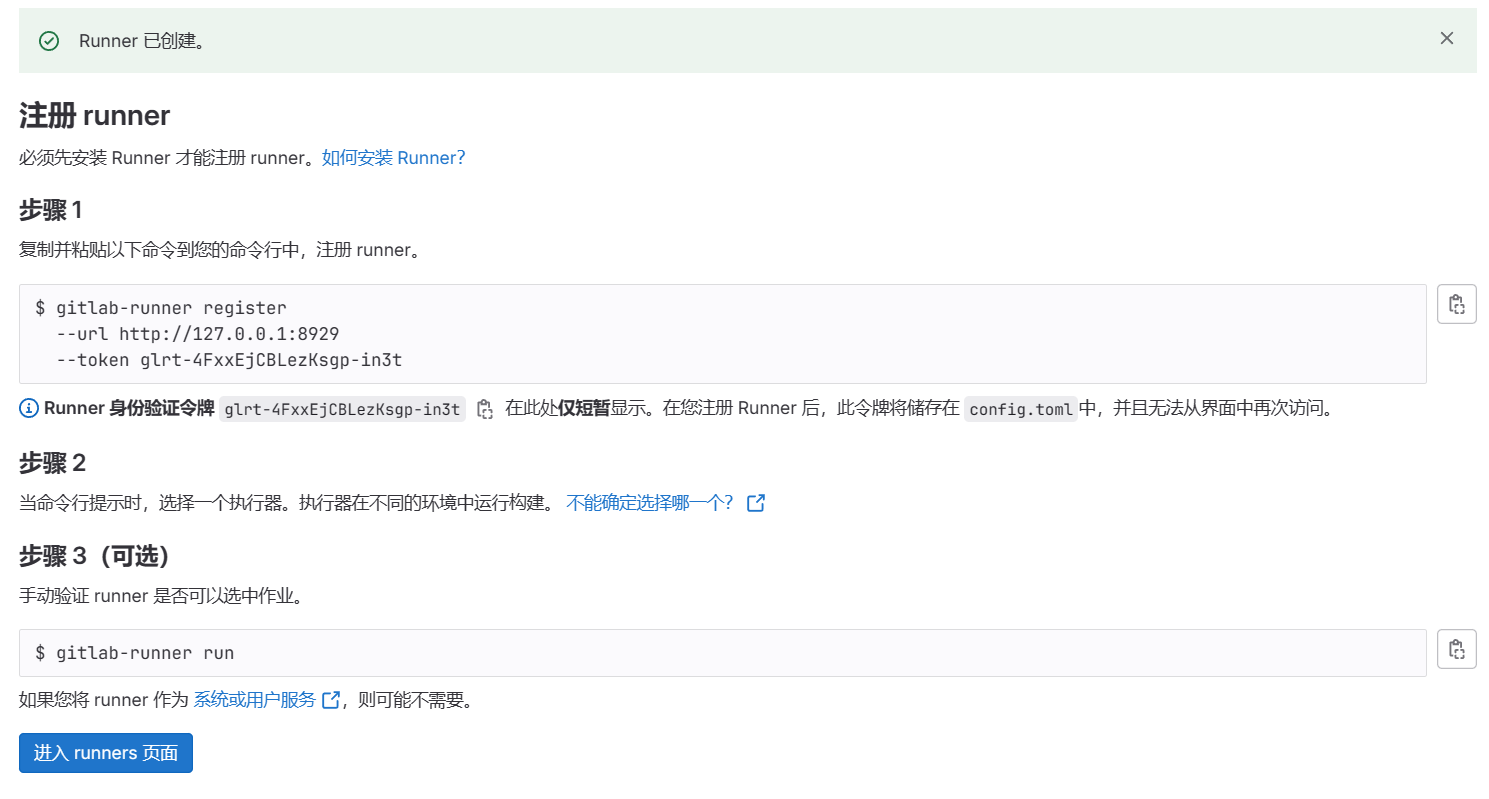 Runner 已创建。
注册 runner
必须先安装 Runner 才能注册 runner。如何安装 Runner？
步骤 1
复制并粘贴以下命令到您的命令行中，注册 runner。
$ gitlab-runner register
--url http://127.0.0.1:8929
--token glrt-4FxxEjCBLezKsgp-in3t
Runner 身份验证令牌 glrt-4FxxEjCBLezKsgp-in3t 在此处仅短暂显示。在您注册 Runner 后，此令牌将储存在 config.toml 中，并且无法从界面中再次访问。
步骤 2
当命令行提示时，选择一个执行器。执行器在不同的环境中运行构建。 不能确定选择哪一个？
步骤 3（可选）
手动验证 runner 是否可以选中作业。
$ gitlab-runner run
如果您将 runner 作为 系统或用户服务，则可能不需要。
进入 runners 页面